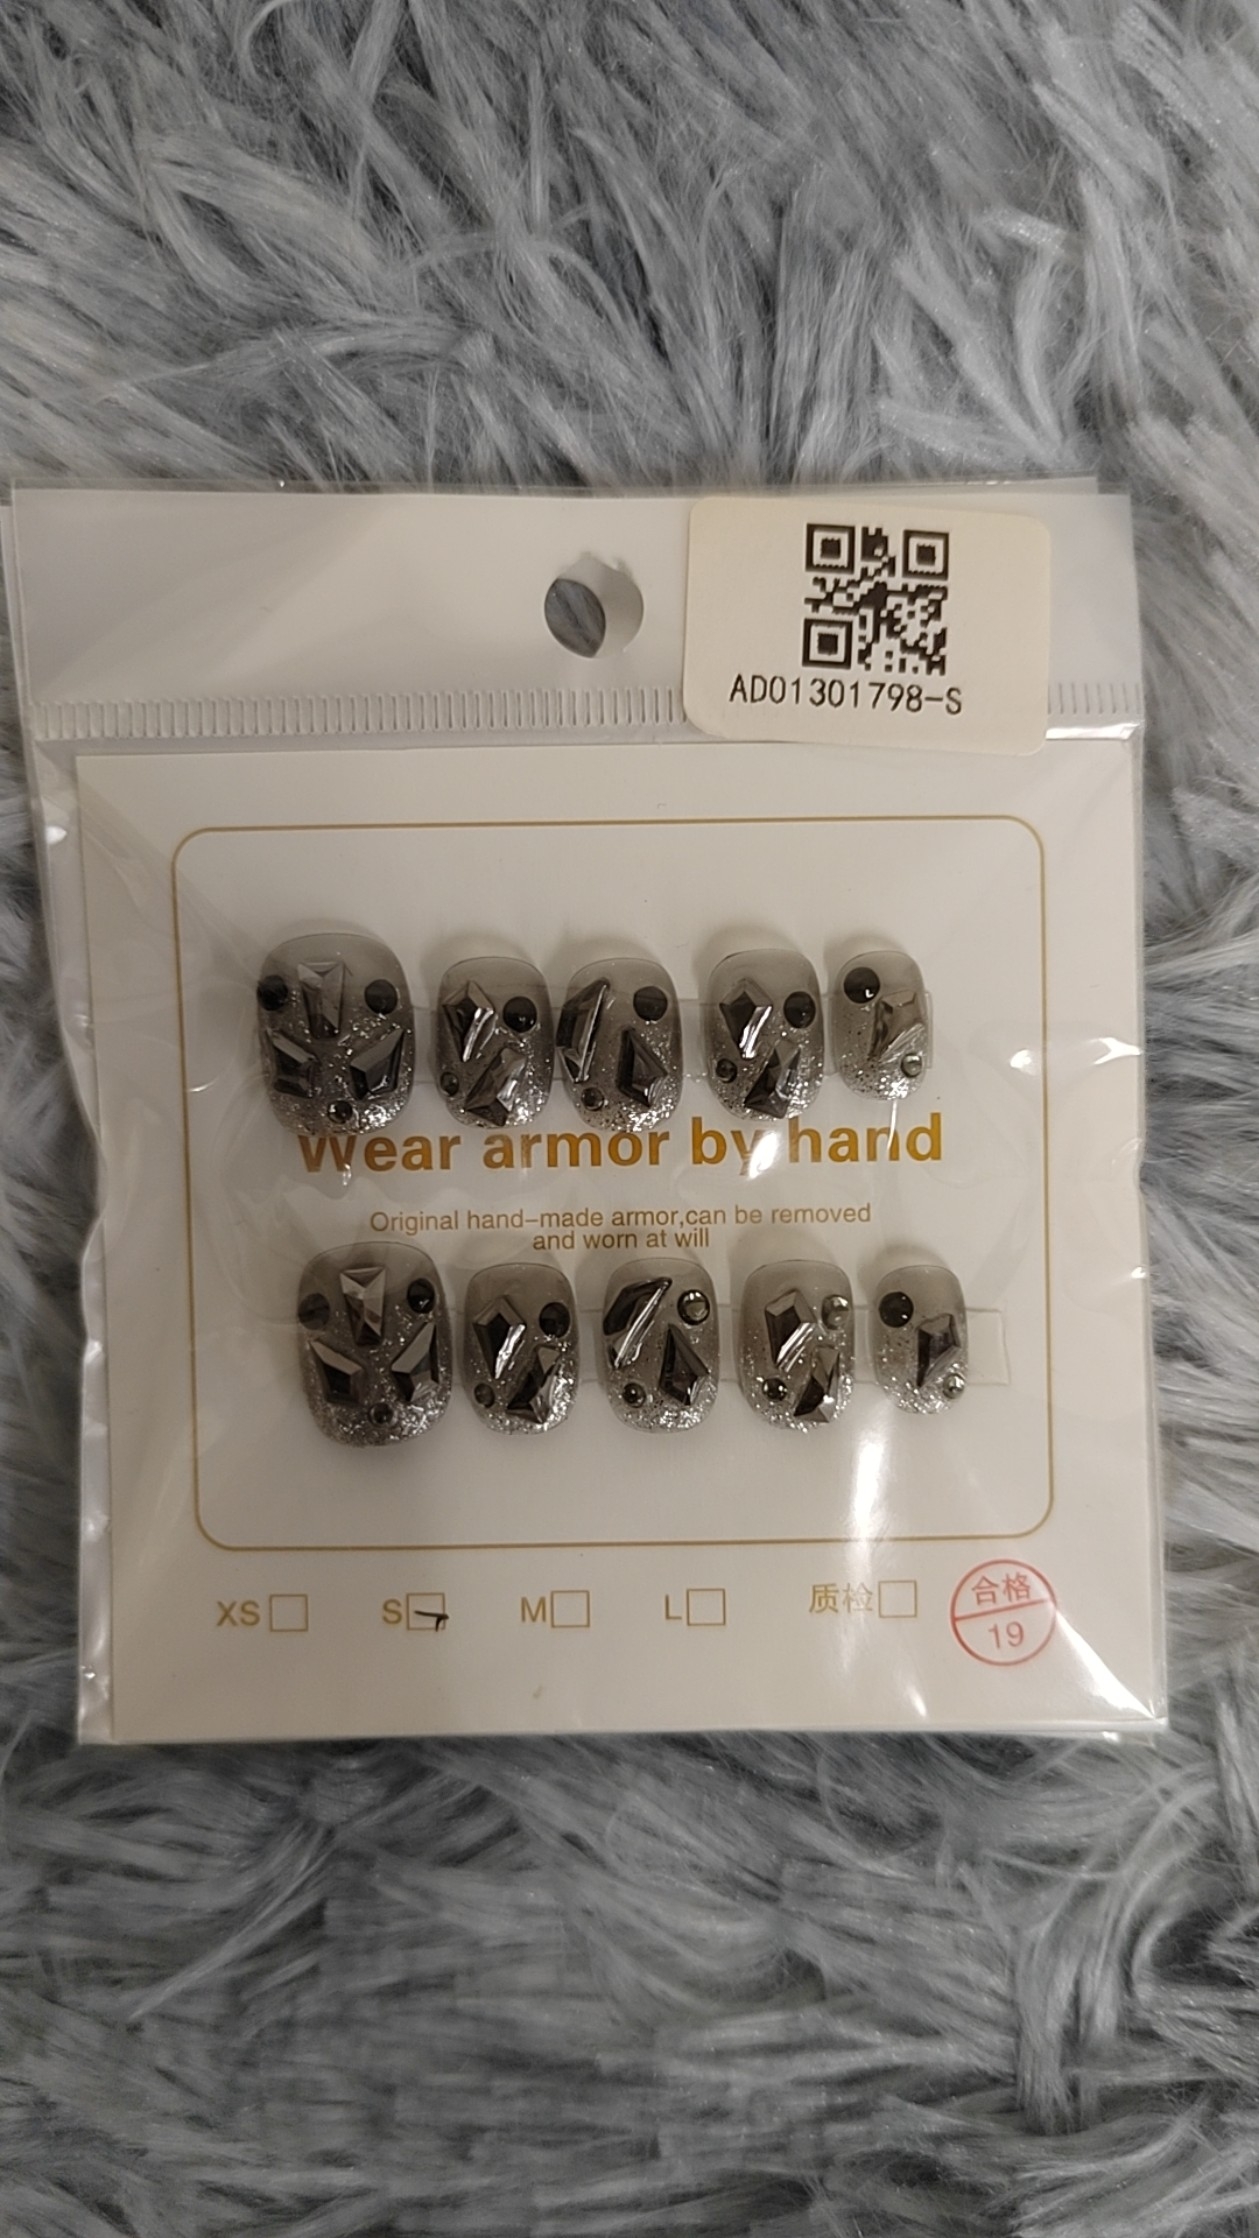 AD01301798-S
Wear armor by hand
Original hand-made armor,can be removed
and worn at will
XS S M L 质检
合格
19